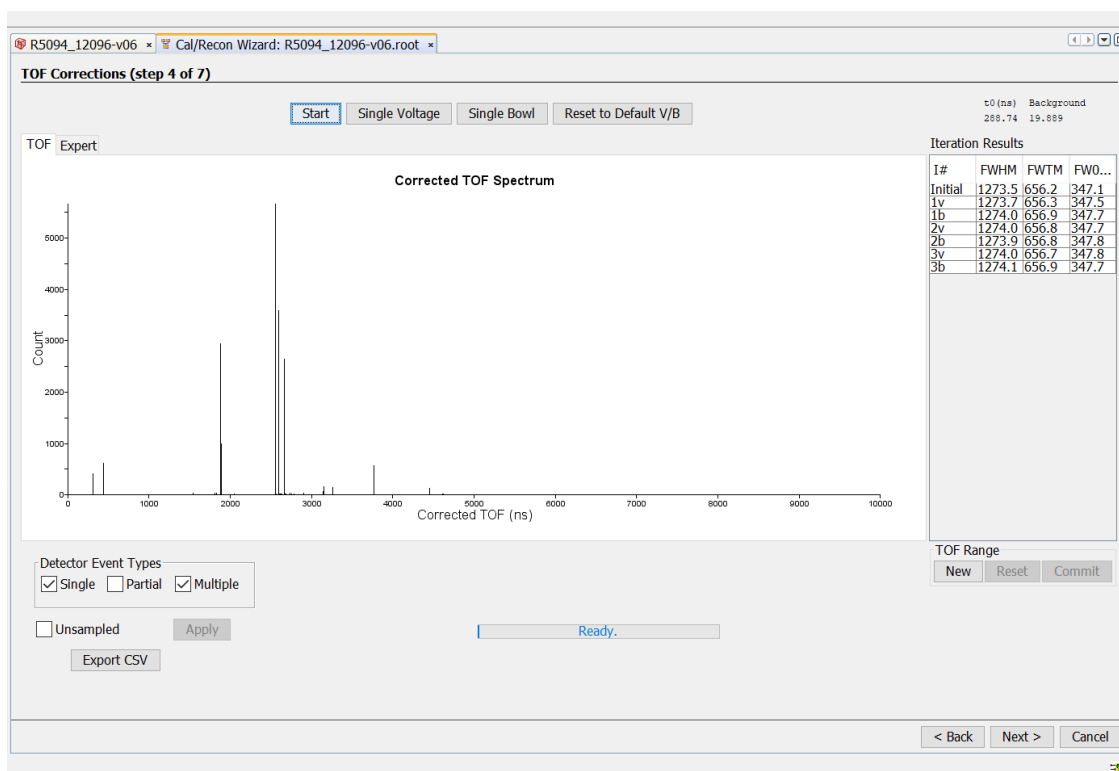 R5094_12096-v06 × Cal/Recon Wizard: R5094_12096-v06.root ×
TOF Corrections (step 4 of 7)
Start Single Voltage Single Bowl Reset to Default V/B
t0(ns) Background
288.74 19.889
TOF Expert
Iteration Results
Corrected TOF Spectrum
I# FWHM FWTM FW0...
Initial 1273.5 656.2 347.1
1v 1273.7 656.3 347.5
1b 1274.0 656.9 347.7
2v 1274.0 656.8 347.7
2b 1273.9 656.8 347.8
3v 1274.0 656.7 347.8
3b 1274.1 656.9 347.7
5000
4000
3000
2000
1000
0
Count
0 1000 2000 3000 4000 5000 6000 7000 8000 9000 10000
Corrected TOF (ns)
TOF Range
New Reset Commit
Detector Event Types
Single Partial Multiple
Unsampled Apply
Ready.
Export CSV
< Back Next > Cancel